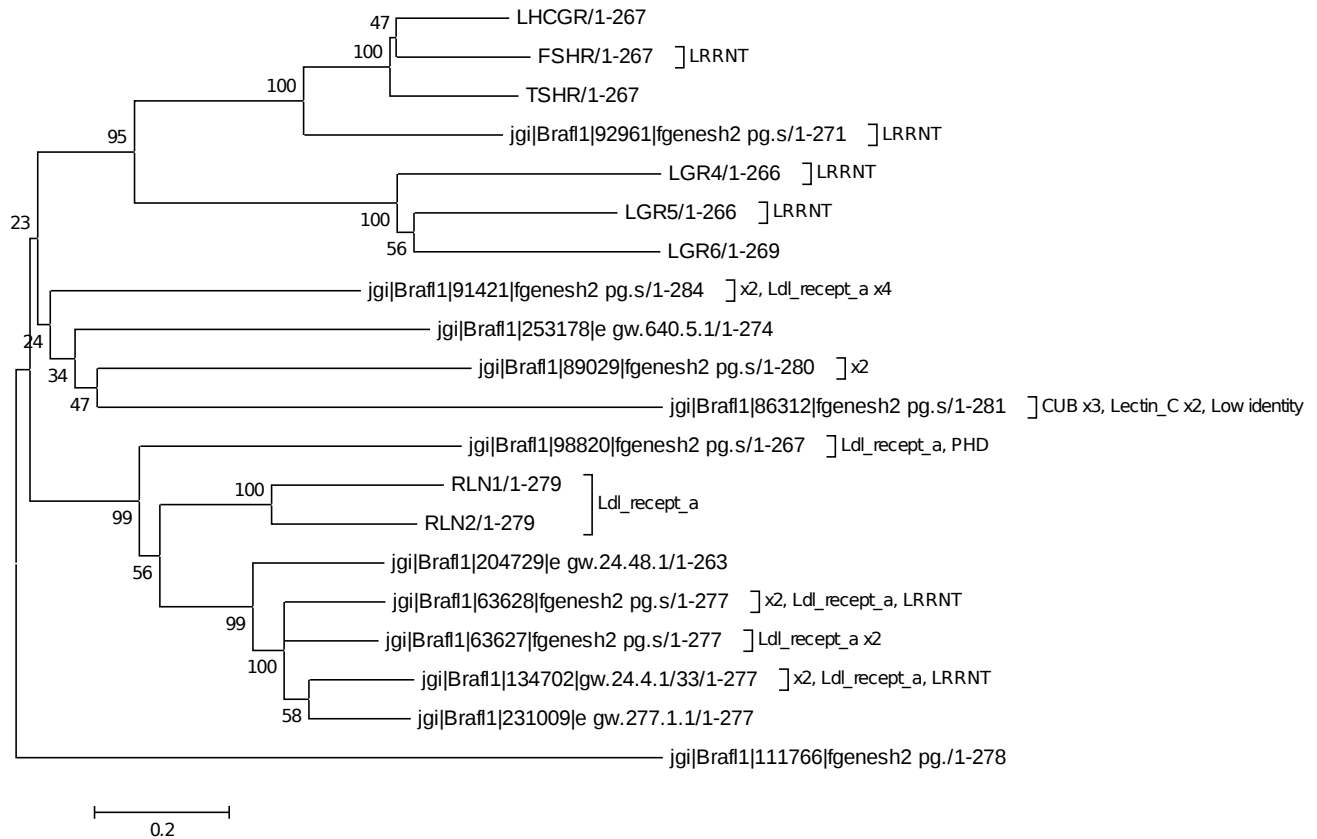 47
LHCGR/1-267
FSHR/1-267 LRRNT
100
TSHR/1-267
100
jgi|Brafl1|92961|fgenesh2 pg.s/1-271 LRRNT
95
LGR4/1-266 LRRNT
LGR5/1-266 LRRNT
100
23
56
LGR6/1-269
jgi|Brafl1|91421|fgenesh2 pg.s/1-284 x2, Ldl_recept_a x4
jgi|Brafl1|253178|e gw.640.5.1/1-274
24
jgi|Brafl1|89029|fgenesh2 pg.s/1-280 x2
34
47
jgi|Brafl1|86312|fgenesh2 pg.s/1-281 CUB x3, Lectin_C x2, Low identity
jgi|Brafl1|98820|fgenesh2 pg.s/1-267 Ldl_recept_a, PHD
100
RLN1/1-279
Ldl_recept_a
99
RLN2/1-279
jgi|Brafl1|204729|e gw.24.48.1/1-263
56
jgi|Brafl1|63628|fgenesh2 pg.s/1-277 x2, Ldl_recept_a, LRRNT
99
jgi|Brafl1|63627|fgenesh2 pg.s/1-277 Ldl_recept_a x2
100
jgi|Brafl1|134702|gw.24.4.1/33/1-277 x2, Ldl_recept_a, LRRNT
58
jgi|Brafl1|231009|e gw.277.1.1/1-277
jgi|Brafl1|111766|fgenesh2 pg./1-278
0.2